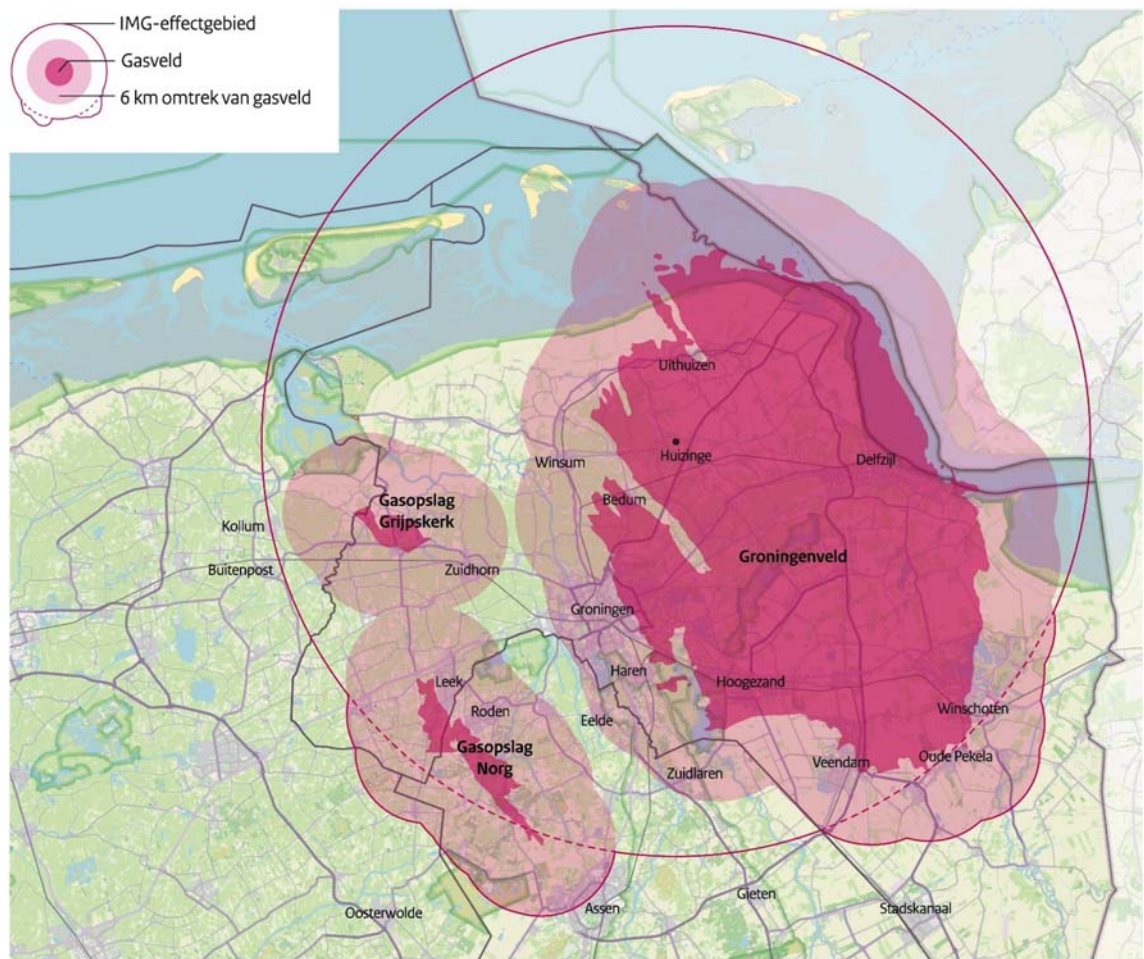 IMG-effectgebied
Gasveld
6 km omtrek van gasveld
Uithuizen
Huizinge
Winsum
Delfzijl
Bedum
Gasopslag
Grijpskerk
Kollum
Groningenveld
Buitenpost
Zuidhorn
Groningen
Haren
Leek
Hoogezand
Roden
Winschoten
Eelde
Gasopslag
Norg
Oude Pekela
Veendam
Zuidlaren
Gieten
Assen
Stadskanaal
Oosterwolde